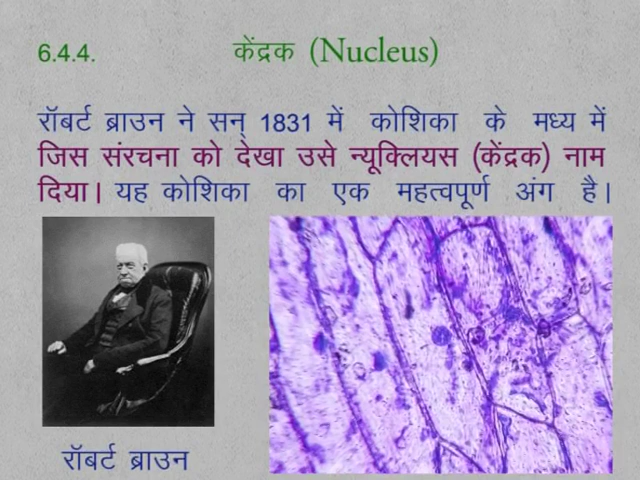 6.4.4. केंद्रक (Nucleus)
रॉबर्ट ब्राउन ने सन् 1831 में कोशिका के मध्य में
जिस संरचना को देखा उसे न्यूक्लियस (केंद्रक) नाम
दिया। यह कोशिका का एक महत्वपूर्ण अंग है।
रॉबर्ट ब्राउन